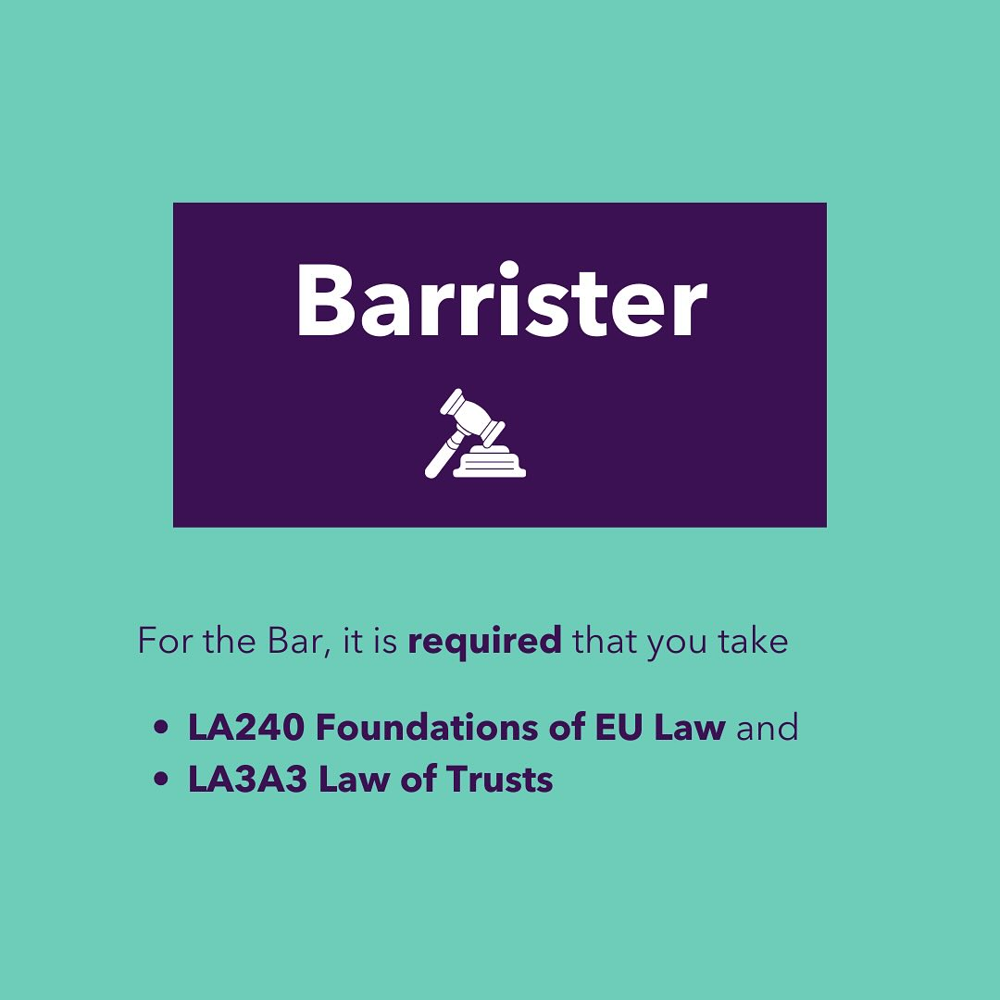 Barrister
For the Bar, it is required that you take
• LA240 Foundations of EU Law and
• LA3A3 Law of Trusts